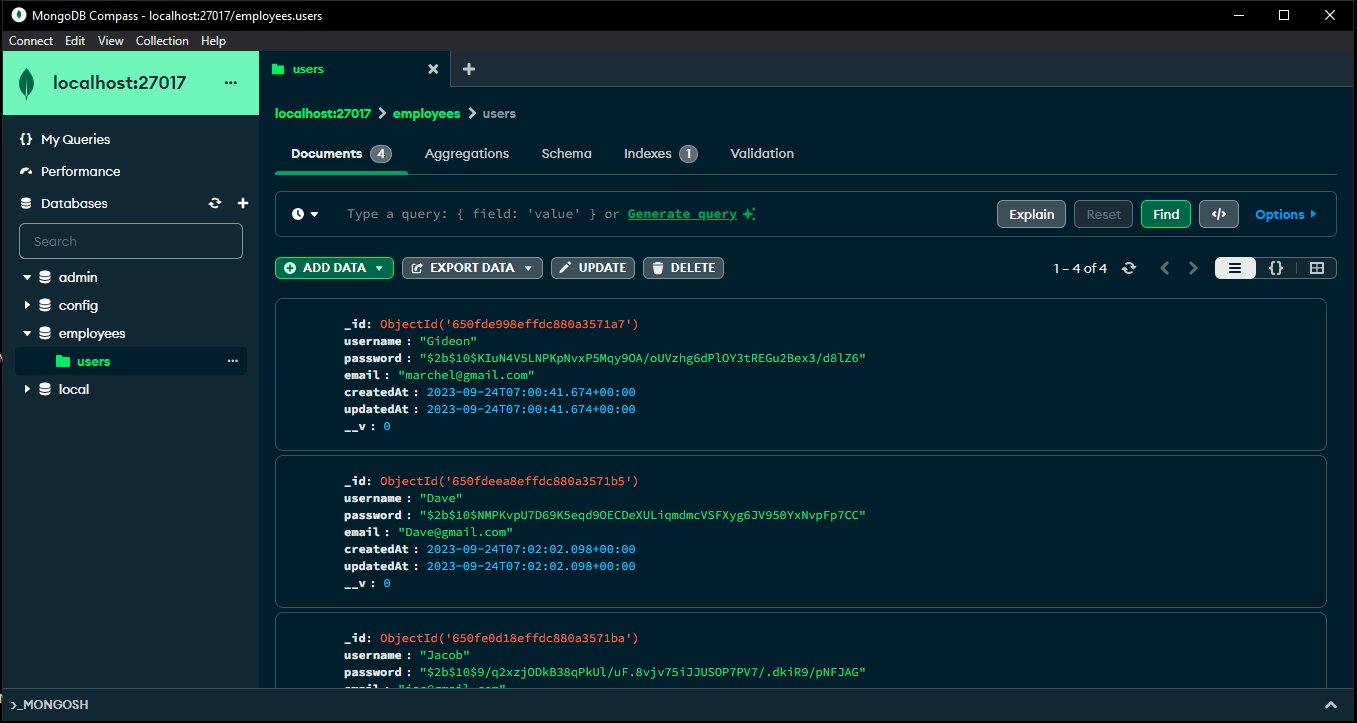 MongoDB Compass - localhost:27017/employees.users
Connect Edit View Collection Help
localhost:27017 ...
{} My Queries
Performance
Databases
Search
admin
config
employees
users ...
local
users
localhost:27017 > employees > users
Documents 4 Aggregations Schema Indexes 1 Validation
Type a query: { field: 'value' } or Generate query
Explain Reset Find </> Options
ADD DATA EXPORT DATA UPDATE DELETE
1 – 4 of 4 {}
_id: ObjectId('650fde998effdc880a3571a7')
username : "Gideon"
password : "$2b$10$KIuN4V5LNPKpNvxP5Mqy9OA/oUVzhg6dPlOY3tREGu2Bex3/d8lZ6"
email : "marchel@gmail.com"
createdAt : 2023-09-24T07:00:41.674+00:00
updatedAt : 2023-09-24T07:00:41.674+00:00
__v : 0
_id: ObjectId('650fdeea8effdc880a3571b5')
username : "Dave"
password : "$2b$10$NMPKvpU7D69K5eqd9OECDeXULiqmdmcVSFXyg6JV950YxNvpFp7CC"
email : "Dave@gmail.com"
createdAt : 2023-09-24T07:02:02.098+00:00
updatedAt : 2023-09-24T07:02:02.098+00:00
__v : 0
_id: ObjectId('650fe0d18effdc880a3571ba')
username : "Jacob"
password : "$2b$10$9/q2xzjODkB38qPkUl/uF.8vjv75iJJUSOP7PV7/.dkiR9/pNFJAG"
>_MONGOSH